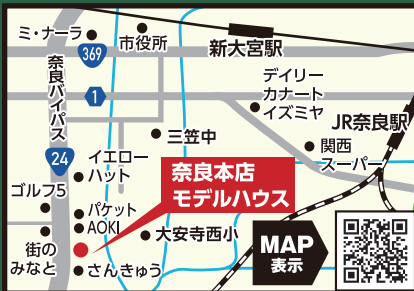 ミ・ナーラ
市役所
新大宮駅
369
奈良バイパス
1
デイリー
カナート
イズミヤ
JR奈良駅
三笠中
関西
スーパー
24
イエロー
ハット
奈良本店
モデルハウス
ゴルフ5
パケット
AOKI
大安寺西小
MAP
表示
街の
みなと
さんきゅう